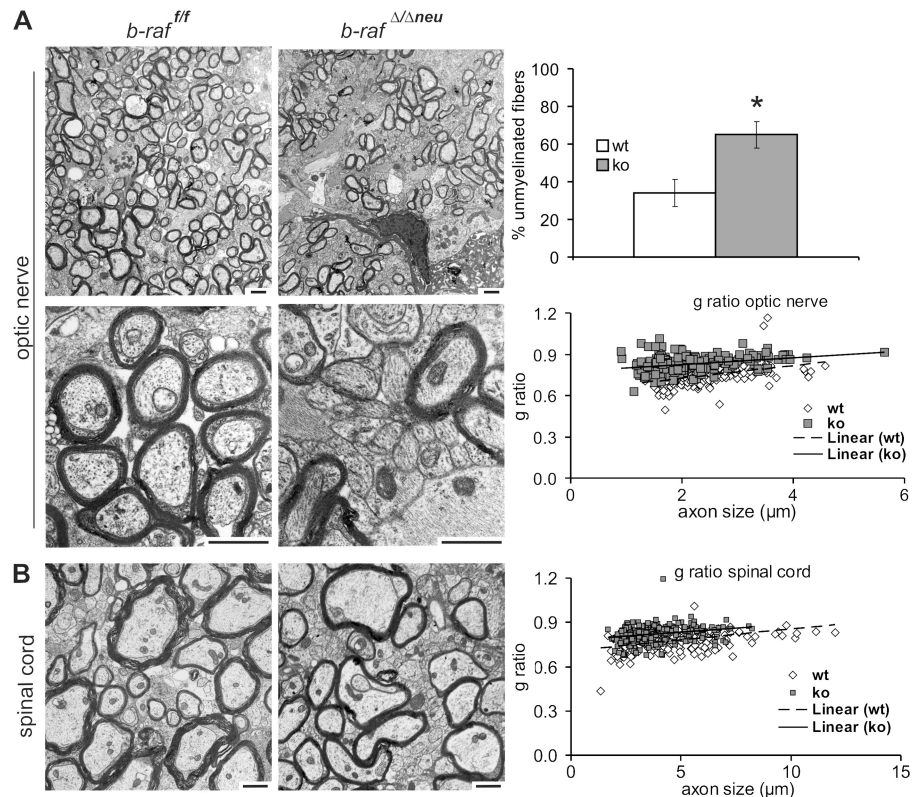 A
b-raf f/f
b-raf Δ/Δneu
optic nerve
100
80
60
40
20
0
% unmyelinated fibers
wt
ko
*
g ratio optic nerve
1.2
0.9
0.6
0.3
0.0
g ratio
0
2
4
6
axon size (µm)
wt
ko
Linear (wt)
Linear (ko)
B
spinal cord
g ratio spinal cord
1.2
0.9
0.6
0.3
0.0
g ratio
0
5
10
15
axon size (µm)
wt
ko
Linear (wt)
Linear (ko)